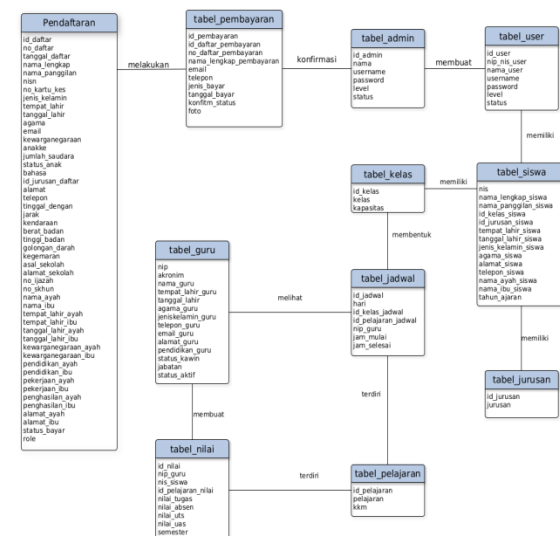 Pendaftaran
id_daftar
no_daftar
tanggal_daftar
nama_lengkap
nama_panggilan
nisn
no_kartu_kes
jenis_kelamin
tempat_lahir
tanggal_lahir
agama
email
kewarganegaraan
anakke
jumlah_saudara
status_anak
bahasa
id_jurusan_daftar
alamat
telepon
tinggal_dengan
jarak
kendaraan
berat_badan
tinggi_badan
golongan_darah
kegemaran
asal_sekolah
alamat_sekolah
no_ijazah
no_skhun
nama_ayah
nama_ibu
tempat_lahir_ayah
tempat_lahir_ibu
tanggal_lahir_ayah
tanggal_lahir_ibu
kewarganegaraan_ayah
kewarganegaraan_ibu
pendidikan_ayah
pendidikan_ibu
pekerjaan_ayah
pekerjaan_ibu
penghasilan_ayah
penghasilan_ibu
alamat_ayah
alamat_ibu
status_bayar
role
melakukan
tabel_pembayaran
id_pembayaran
id_daftar_pembayaran
no_daftar_pembayaran
nama_lengkap_pembayaran
email
telepon
jenis_bayar
tanggal_bayar
konfitm_status
foto
konfirmasi
tabel_admin
id_admin
nama
username
password
level
status
membuat
tabel_user
id_user
nip_nis_user
nama_user
username
password
level
status
memiliki
tabel_kelas
id_kelas
kelas
kapasitas
memiliki
tabel_siswa
nis
nama_lengkap_siswa
nama_panggilan_siswa
id_kelas_siswa
id_jurusan_siswa
tempat_lahir_siswa
tanggal_lahir_siswa
jenis_kelamin_siswa
agama_siswa
alamat_siswa
telepon_siswa
nama_ayah_siswa
nama_ibu_siswa
tahun_ajaran
membentuk
tabel_guru
nip
akronim
nama_guru
tempat_lahir_guru
tanggal_lahir
agama_guru
jeniskelamin_guru
telepon_guru
email_guru
alamat_guru
pendidikan_guru
status_kawin
jabatan
status_aktif
melihat
tabel_jadwal
id_jadwal
hari
id_kelas_jadwal
id_pelajaran_jadwal
nip_guru
jam_mulai
jam_selesai
memiliki
tabel_jurusan
id_jurusan
jurusan
membuat
terdiri
tabel_nilai
id_nilai
nip_guru
nis_siswa
id_pelajaran_nilai
nilai_tugas
nilai_absen
nilai_uts
nilai_uas
semester
terdiri
tabel_pelajaran
id_pelajaran
pelajaran
kkm